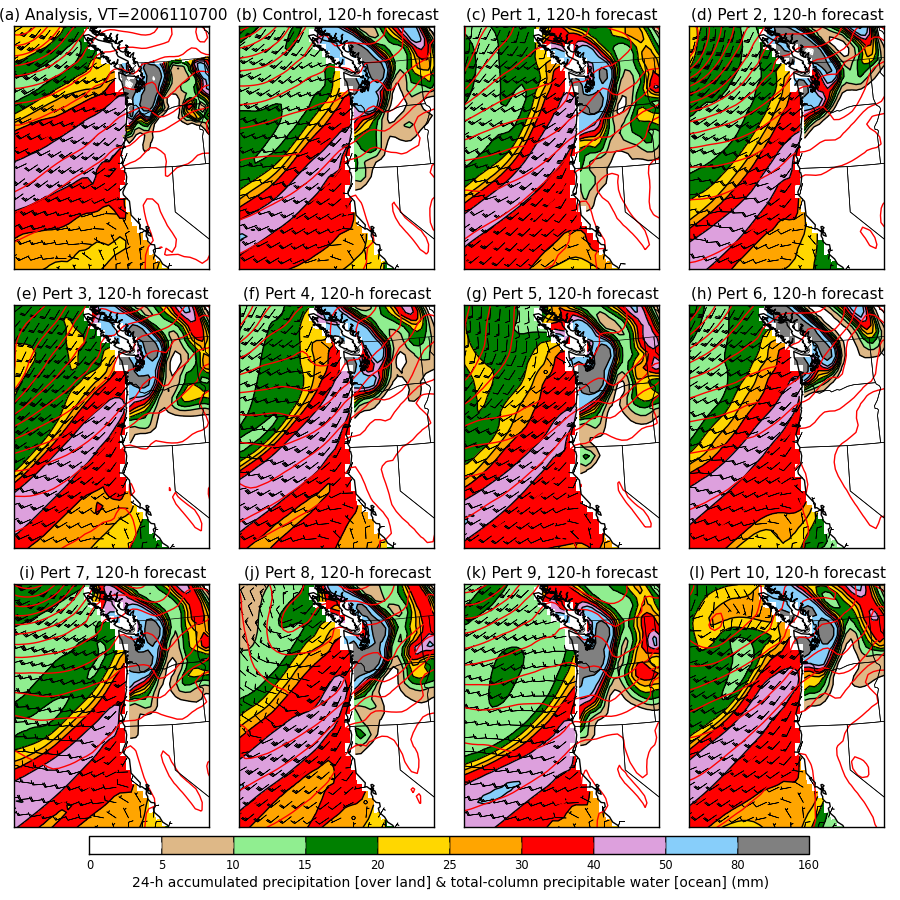 (a) Analysis, VT=2006110700
(b) Control, 120-h forecast
(c) Pert 1, 120-h forecast
(d) Pert 2, 120-h forecast
(e) Pert 3, 120-h forecast
(f) Pert 4, 120-h forecast
(g) Pert 5, 120-h forecast
(h) Pert 6, 120-h forecast
(i) Pert 7, 120-h forecast
(j) Pert 8, 120-h forecast
(k) Pert 9, 120-h forecast
(l) Pert 10, 120-h forecast
0 5 10 15 20 25 30 40 50 80 160
24-h accumulated precipitation [over land] & total-column precipitable water [ocean] (mm)